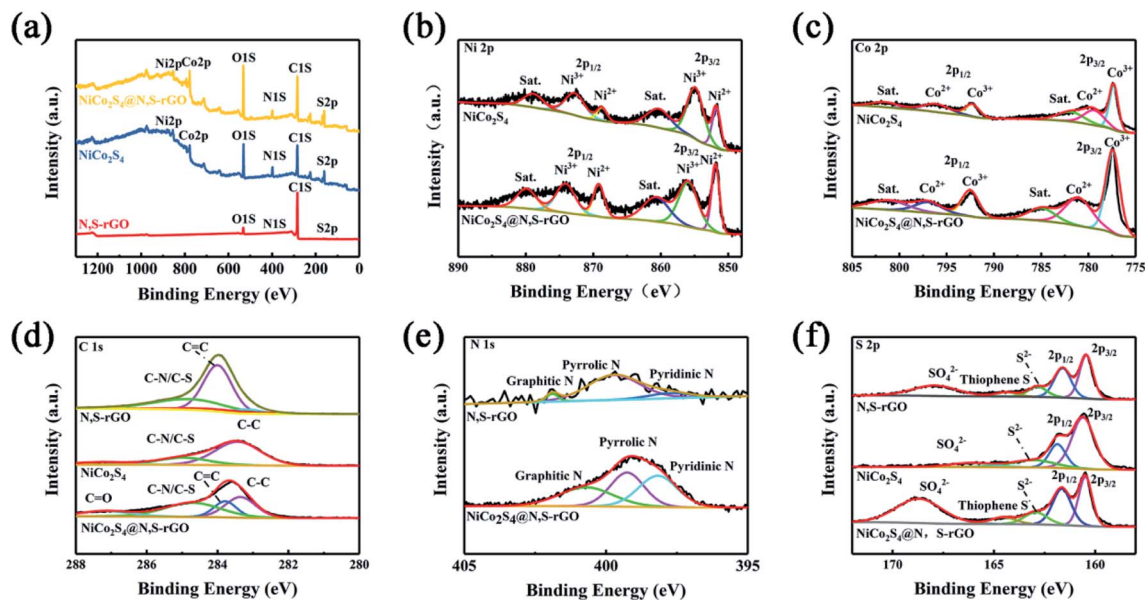 (a)
Ni2p
Co2p
O1S
N1S
C1S
S2p
NiCo₂S₄@N,S-rGO
Ni2p
Co2p
O1S
N1S
C1S
S2p
NiCo₂S₄
C1S
O1S
N1S
S2p
N,S-rGO
1200 1000 800 600 400 200 0
Binding Energy (eV)
Intensity (a.u.)
(b)
Ni 2p
2p₁/₂
2p₃/₂
Sat.
Ni³⁺
Ni²⁺
Sat.
Ni³⁺
Ni²⁺
NiCo₂S₄
2p₁/₂
2p₃/₂
Sat.
Ni³⁺
Ni²⁺
Sat.
Ni³⁺
Ni²⁺
NiCo₂S₄@N,S-rGO
890 880 870 860 850
Binding Energy（eV）
Intensity（a.u.）
(c)
Co 2p
2p₁/₂
2p₃/₂
Sat.
Co²⁺
Co³⁺
Sat.
Co²⁺
Co³⁺
NiCo₂S₄
2p₁/₂
2p₃/₂
Sat.
Co²⁺
Co³⁺
Sat.
Co²⁺
Co³⁺
NiCo₂S₄@N,S-rGO
805 800 795 790 785 780 775
Binding Energy (eV)
Intensity (a.u.)
(d)
C 1s
C=C
C-N/C-S
N,S-rGO
C-C
C-N/C-S
NiCo₂S₄
C=C
C-C
C-N/C-S
C=O
NiCo₂S₄@N,S-rGO
288 286 284 282 280
Binding Energy (eV)
Intensity (a.u.)
(e)
N 1s
Pyrrolic N
Graphitic N
Pyridinic N
N,S-rGO
Pyrrolic N
Graphitic N
Pyridinic N
NiCo₂S₄@N,S-rGO
405 400 395
Binding Energy (eV)
Intensity (a.u.)
(f)
S 2p
2p₃/₂
S²⁻
2p₁/₂
SO₄²⁻
Thiophene S
N,S-rGO
2p₃/₂
S²⁻
2p₁/₂
SO₄²⁻
NiCo₂S₄
2p₃/₂
S²⁻
2p₁/₂
SO₄²⁻
Thiophene S
NiCo₂S₄@N，S-rGO
170 165 160
Binding Energy (eV)
Intensity (a.u.)